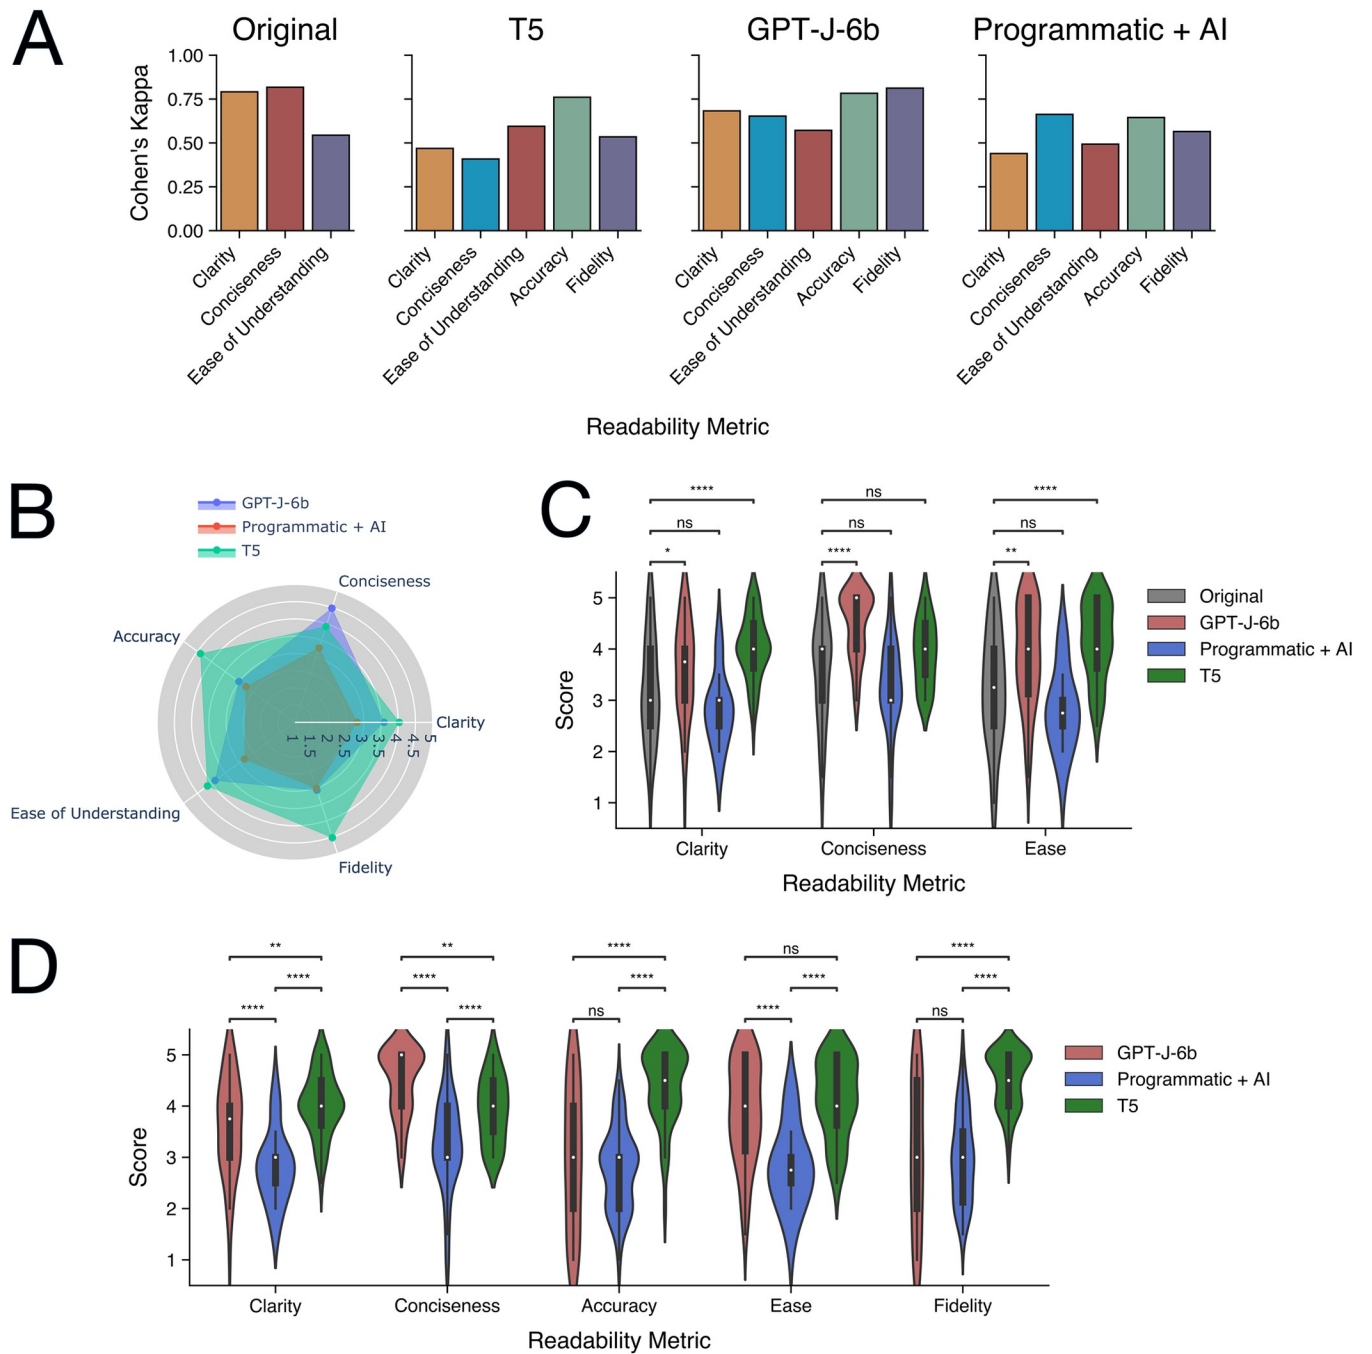 A
Original
T5
GPT-J-6b
Programmatic + AI
Cohen's Kappa
1.00
0.75
0.50
0.25
0.00
Clarity
Conciseness
Ease of Understanding
Clarity
Conciseness
Ease of Understanding
Accuracy
Fidelity
Clarity
Conciseness
Ease of Understanding
Accuracy
Fidelity
Clarity
Conciseness
Ease of Understanding
Accuracy
Fidelity
Readability Metric
B
GPT-J-6b
Programmatic + AI
T5
Conciseness
Accuracy
Clarity
1
1.5
2
2.5
3
3.5
4
4.5
5
Ease of Understanding
Fidelity
C
****
ns
*
ns
ns
****
****
ns
**
Score
5
4
3
2
1
Clarity
Conciseness
Ease
Readability Metric
Original
GPT-J-6b
Programmatic + AI
T5
D
**
****
****
**
****
****
****
****
ns
ns
****
****
****
****
ns
Score
5
4
3
2
1
Clarity
Conciseness
Accuracy
Ease
Fidelity
Readability Metric
GPT-J-6b
Programmatic + AI
T5